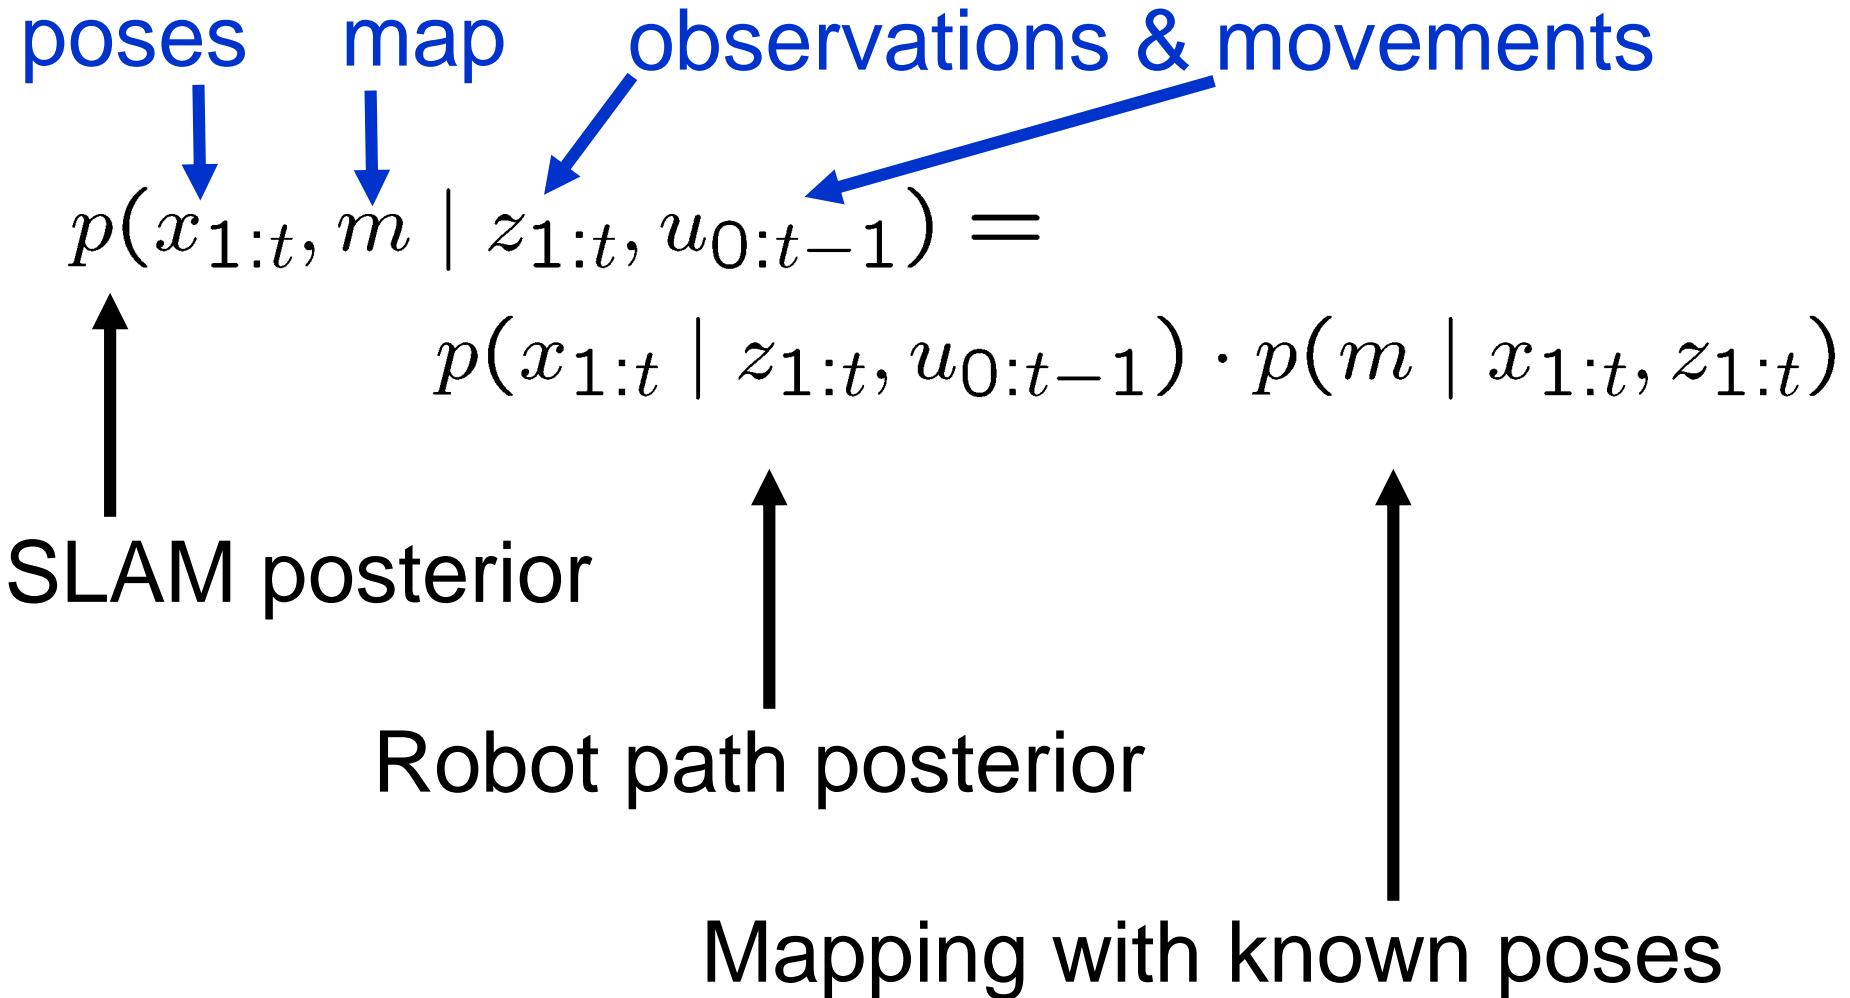 poses map observations & movements
p(x_{1:t}, m | z_{1:t}, u_{0:t-1}) =
p(x_{1:t} | z_{1:t}, u_{0:t-1}) · p(m | x_{1:t}, z_{1:t})
SLAM posterior
Robot path posterior
Mapping with known poses